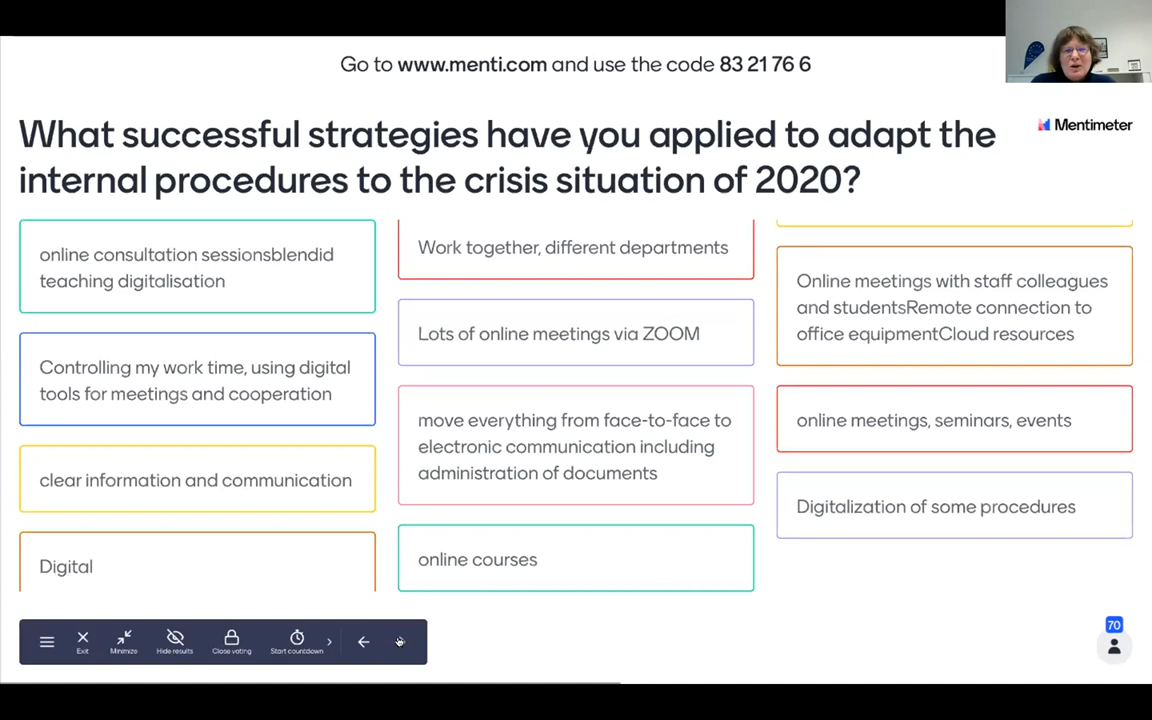 Go to www.menti.com and use the code 83 21 76 6
Mentimeter
What successful strategies have you applied to adapt the
internal procedures to the crisis situation of 2020?
online consultation sessionsblendid
teaching digitalisation
Controlling my work time, using digital
tools for meetings and cooperation
clear information and communication
Digital
Work together, different departments
Lots of online meetings via ZOOM
move everything from face-to-face to
electronic communication including
administration of documents
online courses
Online meetings with staff colleagues
and studentsRemote connection to
office equipmentCloud resources
online meetings, seminars, events
Digitalization of some procedures
Exit
Minimize
Hide results
Close voting
Start countdown
70